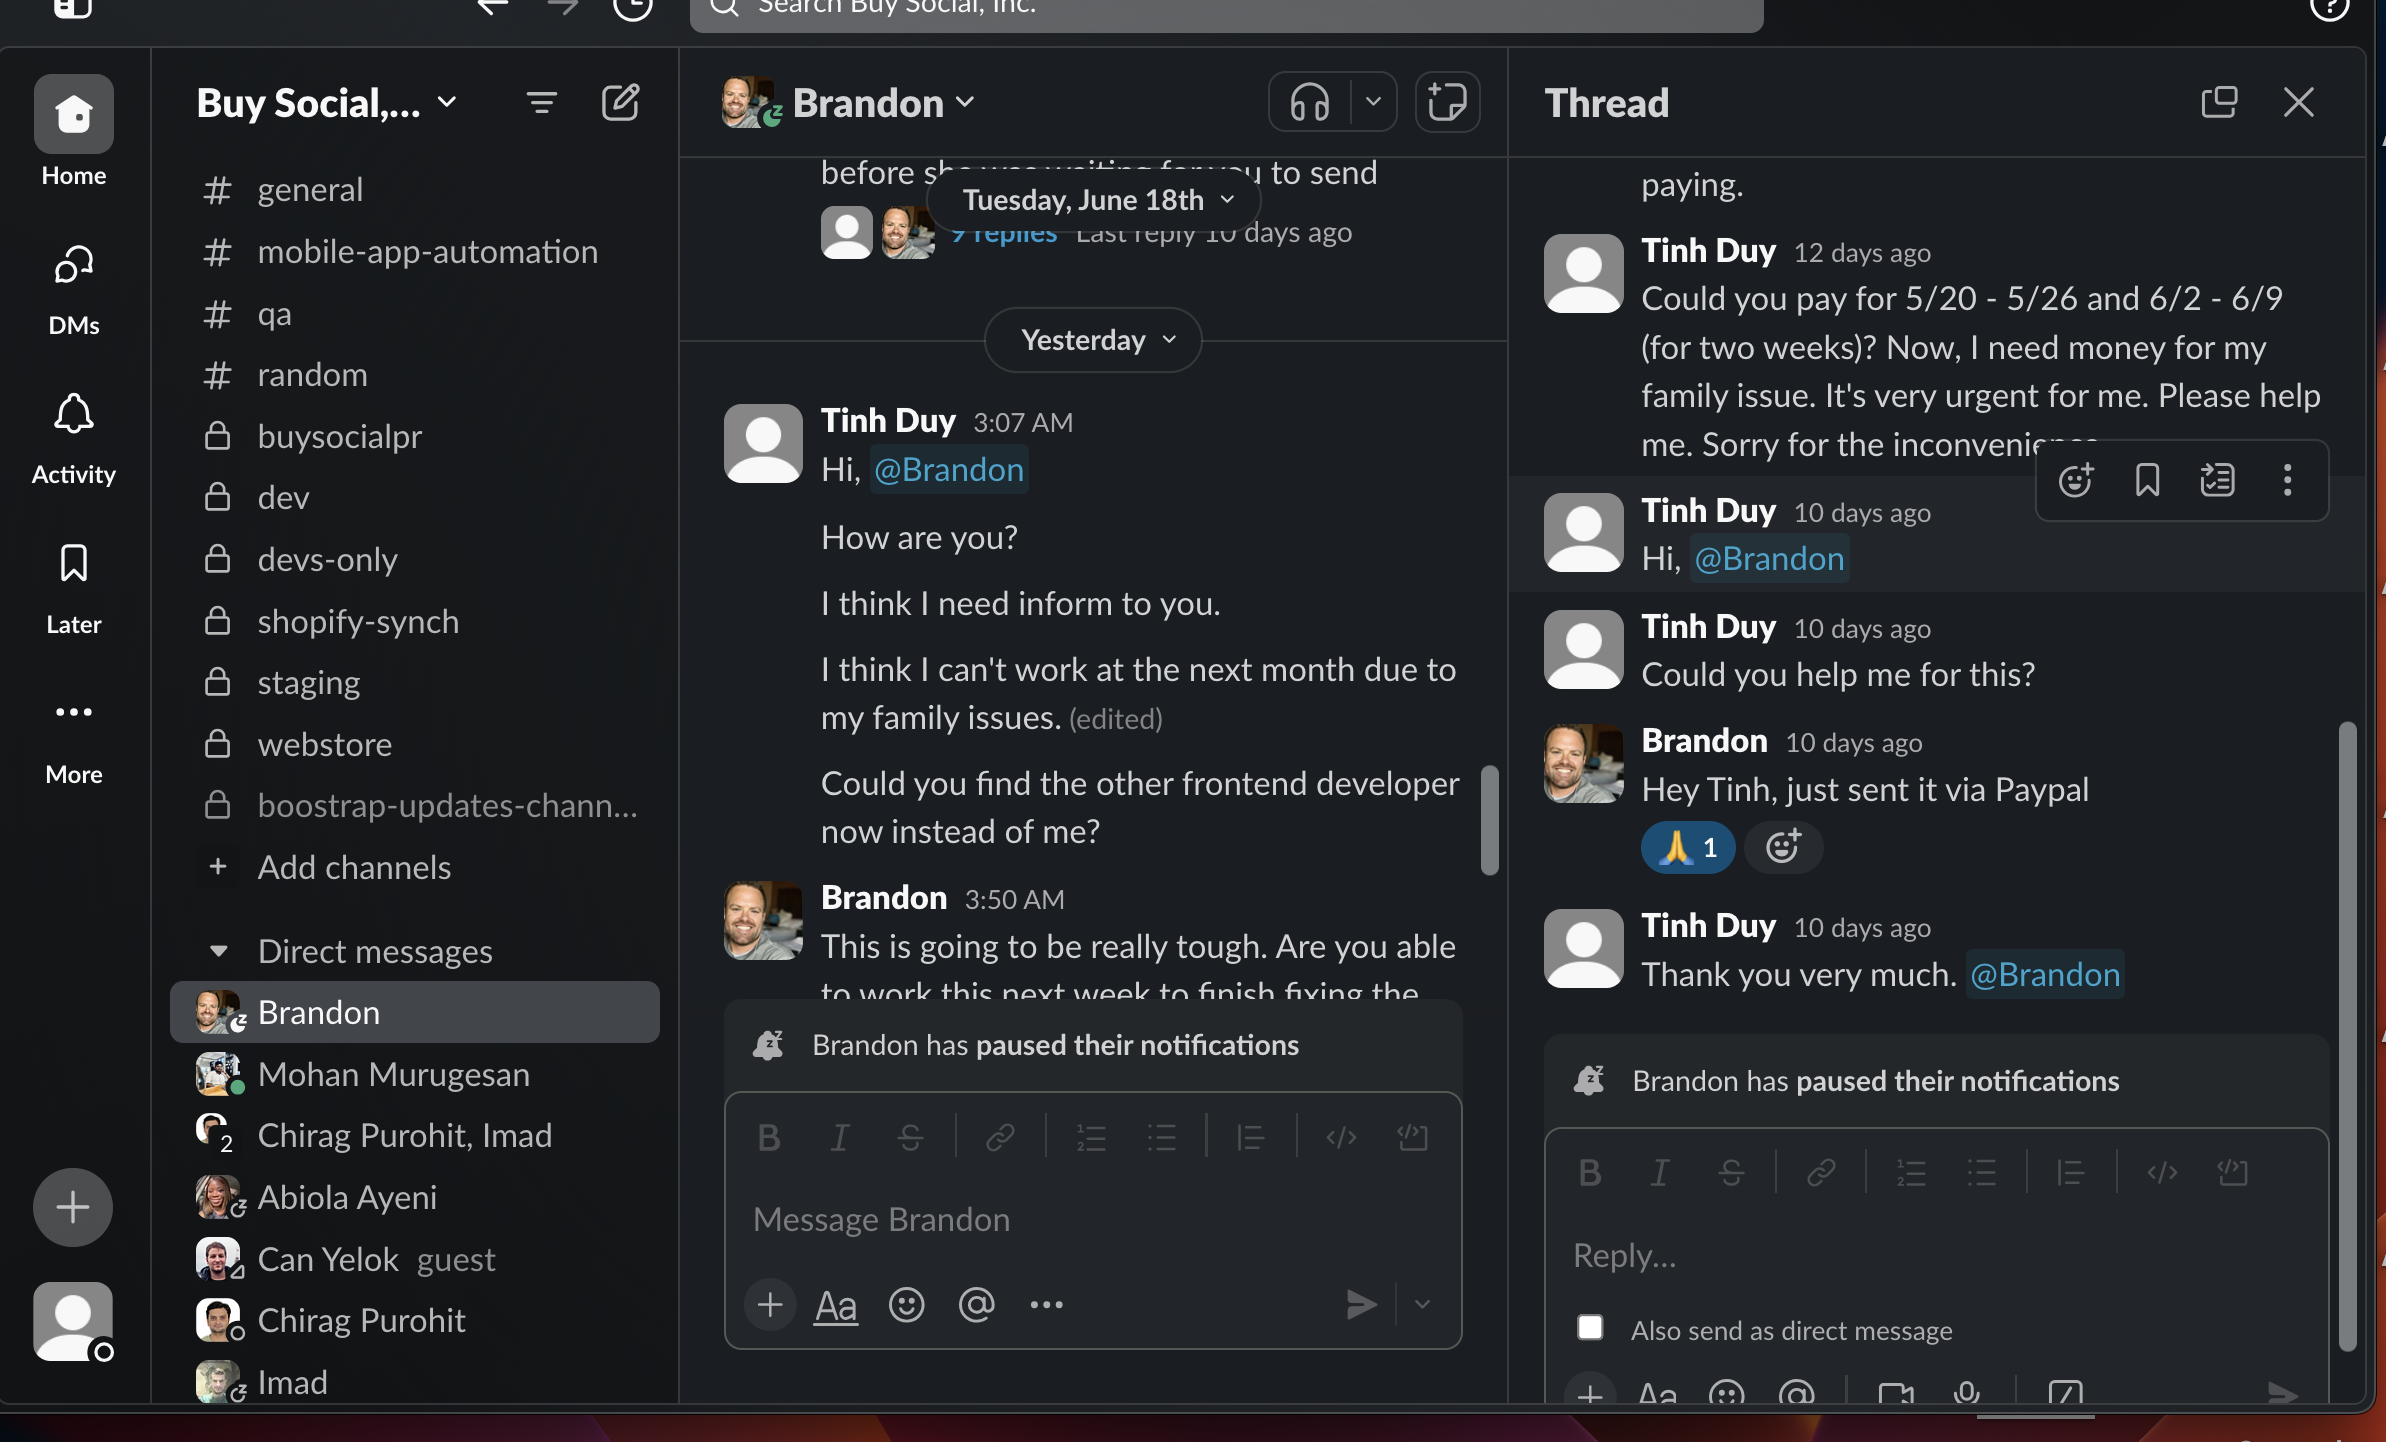 Search Buy Social, Inc.
Home
DMs
Activity
Later
More
Buy Social,...
# general
# mobile-app-automation
# qa
# random
buysocialpr
dev
devs-only
shopify-synch
staging
webstore
boostrap-updates-chann...
+ Add channels
Direct messages
Brandon
Mohan Murugesan
2 Chirag Purohit, Imad
Abiola Ayeni
Can Yelok guest
Chirag Purohit
Imad
Brandon
before she was waiting for you to send
Tuesday, June 18th
9 replies Last reply 10 days ago
Yesterday
Tinh Duy 3:07 AM
Hi, @Brandon
How are you?
I think I need inform to you.
I think I can't work at the next month due to
my family issues. (edited)
Could you find the other frontend developer
now instead of me?
Brandon 3:50 AM
This is going to be really tough. Are you able
to work this next week to finish fixing the
Brandon has paused their notifications
Message Brandon
Aa
Thread
paying.
Tinh Duy 12 days ago
Could you pay for 5/20 - 5/26 and 6/2 - 6/9
(for two weeks)? Now, I need money for my
family issue. It's very urgent for me. Please help
me. Sorry for the inconvenience
Tinh Duy 10 days ago
Hi, @Brandon
Tinh Duy 10 days ago
Could you help me for this?
Brandon 10 days ago
Hey Tinh, just sent it via Paypal
🙏 1
Tinh Duy 10 days ago
Thank you very much. @Brandon
Brandon has paused their notifications
Reply...
Also send as direct message
Aa